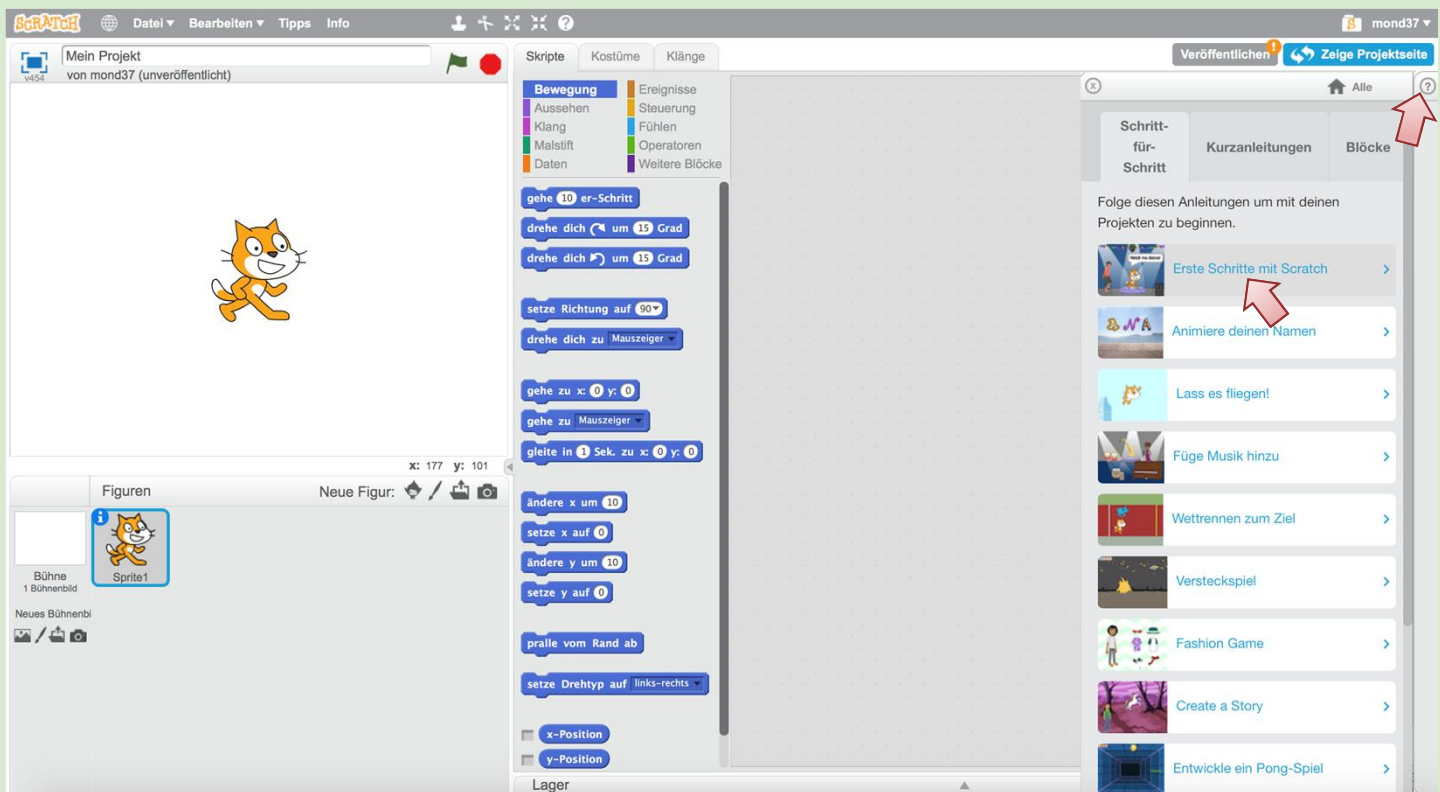 SCRATCH Datei▾ Bearbeiten▾ Tipps Info mond37▾
v454
Mein Projekt
von mond37 (unveröffentlicht)
Skripte Kostüme Klänge
Veröffentlichen ! Zeige Projektseite
Bewegung Ereignisse
Aussehen Steuerung
Klang Fühlen
Malstift Operatoren
Daten Weitere Blöcke
gehe 10 er-Schritt
drehe dich um 15 Grad
drehe dich um 15 Grad
setze Richtung auf 90▾
drehe dich zu Mauszeiger
gehe zu x: 0 y: 0
gehe zu Mauszeiger
gleite in 1 Sek. zu x: 0 y: 0
ändere x um 10
setze x auf 0
ändere y um 10
setze y auf 0
pralle vom Rand ab
setze Drehtyp auf links-rechts
x-Position
y-Position
Lager
x: 177 y: 101
Figuren Neue Figur:
Bühne
1 Bühnenbild
Sprite1
Neues Bühnenbi
Alle
?
Schritt-
für-
Schritt
Kurzanleitungen
Blöcke
Folge diesen Anleitungen um mit deinen
Projekten zu beginnen.
Erste Schritte mit Scratch
Animiere deinen Namen
Lass es fliegen!
Füge Musik hinzu
Wettrennen zum Ziel
Versteckspiel
Fashion Game
Create a Story
Entwickle ein Pong-Spiel